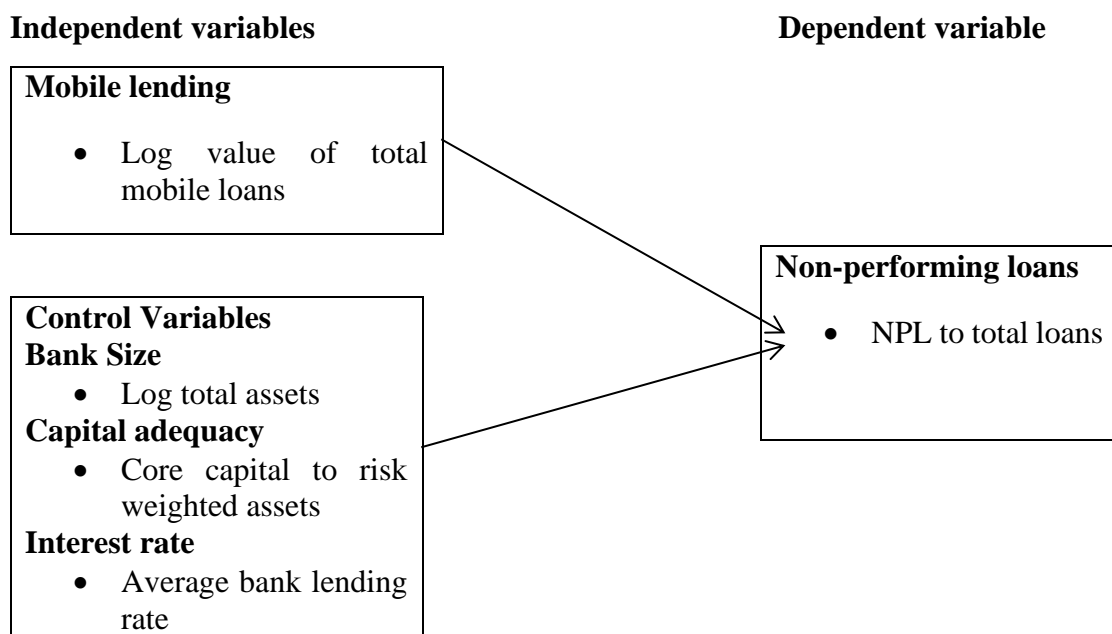 Independent variables
Dependent variable
Mobile lending
• Log value of total
mobile loans
Control Variables
Bank Size
• Log total assets
Capital adequacy
• Core capital to risk
weighted assets
Interest rate
• Average bank lending
rate
Non-performing loans
• NPL to total loans